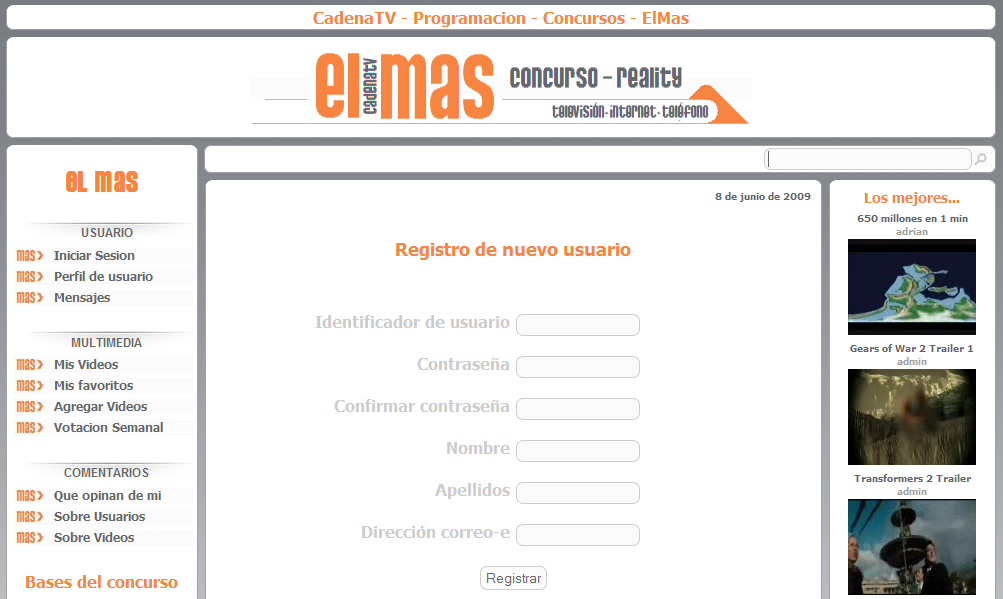 CadenaTV - Programacion - Concursos - ElMas
el cadenatv mas
concurso - reality
televisión · internet · teléfono
EL MAS
USUARIO
mas> Iniciar Sesion
mas> Perfil de usuario
mas> Mensajes
MULTIMEDIA
mas> Mis Videos
mas> Mis favoritos
mas> Agregar Videos
mas> Votacion Semanal
COMENTARIOS
mas> Que opinan de mi
mas> Sobre Usuarios
mas> Sobre Videos
Bases del concurso
8 de junio de 2009
Registro de nuevo usuario
Identificador de usuario
Contraseña
Confirmar contraseña
Nombre
Apellidos
Dirección correo-e
Registrar
Los mejores...
650 millones en 1 min
adrian
Gears of War 2 Trailer 1
admin
Transformers 2 Trailer
admin